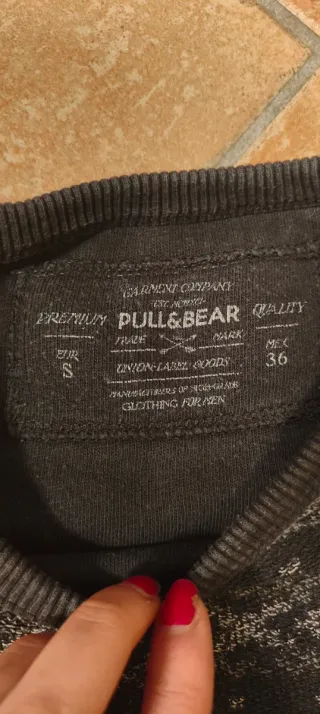 GARMENT COMPANY
PREMIUM PULL&BEAR QUALITY
TRADE MARK
EUR S MEX 36
UNION-LABEL GOODS
CLOTHING FOR MEN